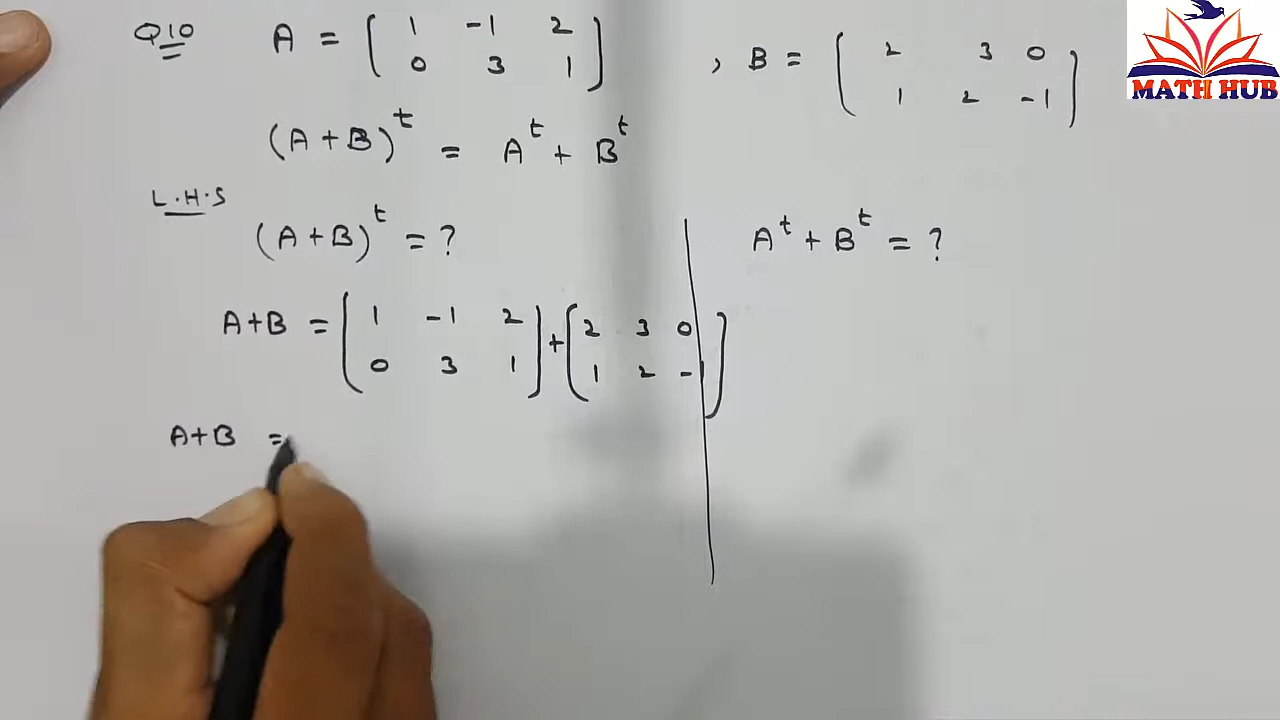 Q10 A = [ 1 -1 2 , B = [ 2 3 0
0 3 1 ] 1 2 -1 ]
MATH HUB
(A + B)^t = A^t + B^t
L.H.S
(A + B)^t = ? A^t + B^t = ?
A+B = [ 1 -1 2 ] + [ 2 3 0 ]
0 3 1 1 2 -1
A+B =